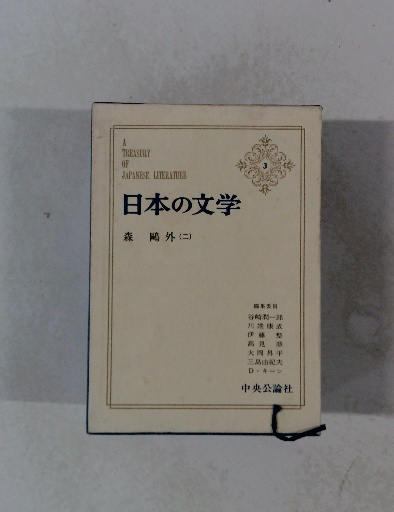 A
TREASURY
OF
JAPANESE LITERATURE
3
日本の文学
森 鷗外 (二)
編集委員
谷崎潤一郎
川端康成
伊藤 整
高見 順
大岡昇平
三島由紀夫
D・キーン
中央公論社